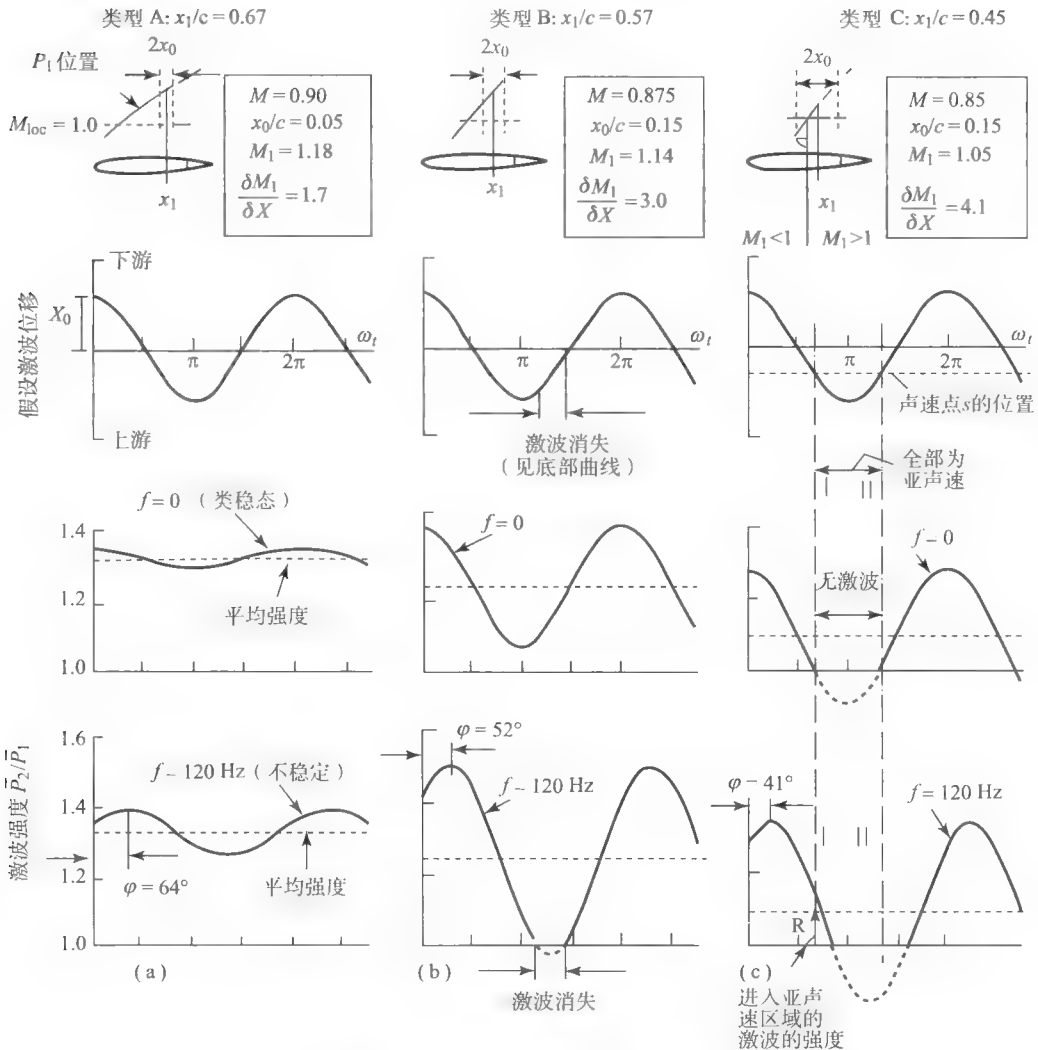 类型 A: x₁/c = 0.67
类型 B: x₁/c = 0.57
类型 C: x₁/c = 0.45
P₁位置
2x₀
M_loc = 1.0
x₁
M = 0.90
x₀/c = 0.05
M₁ = 1.18
δM₁/δX = 1.7
2x₀
x₁
M = 0.875
x₀/c = 0.15
M₁ = 1.14
δM₁/δX = 3.0
2x₀
x₁
M₁<1
M₁>1
M = 0.85
x₀/c = 0.15
M₁ = 1.05
δM₁/δX = 4.1
假设激波位移
下游
X₀
上游
π
2π
ω_t
π
2π
ω_t
激波消失
(见底部曲线)
π
2π
ω_t
声速点s的位置
全部为
亚声速
I
II
f = 0 (类稳态)
1.4
1.2
1.0
平均强度
f = 0
f – 0
无激波
激波强度 P̄₂/P̄₁
1.6
1.4
1.2
1.0
f – 120 Hz (不稳定)
φ = 64°
平均强度
(a)
φ = 52°
f – 120 Hz
(b)
激波消失
φ – 41°
I
II
f = 120 Hz
R
(c)
进入亚声
速区域的
激波的强度